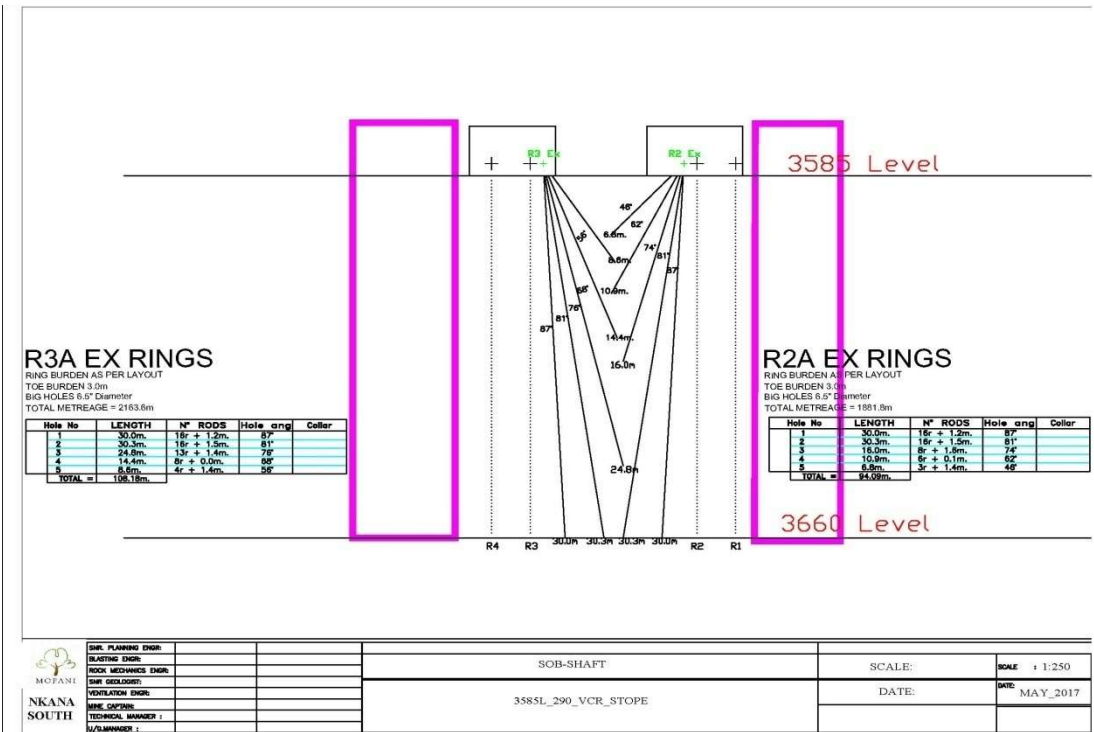 R3 Ex
R2 Ex
3585 Level
46°
62°
56°
6.8m.
74°
81°
8.6m.
87°
68°
10.9m.
76°
81°
87°
14.4m.
16.0m
24.8m
3660 Level
30.0m 30.3m 30.3m 30.0m
R4 R3 R2 R1
R3A EX RINGS
RING BURDEN AS PER LAYOUT
TOE BURDEN 3.0m
BIG HOLES 6.5" Diameter
TOTAL METREAGE = 2163.6m
Hole No LENGTH N° RODS Hole ang Collar
1 30.0m. 16r + 1.2m. 87°
2 30.3m. 16r + 1.5m. 81°
3 24.8m. 13r + 1.4m. 76°
4 14.4m. 8r + 0.0m. 68°
5 8.6m. 4r + 1.4m. 56°
TOTAL = 108.18m.
R2A EX RINGS
RING BURDEN AS PER LAYOUT
TOE BURDEN 3.0m
BIG HOLES 6.5" Diameter
TOTAL METREAGE = 1881.8m
Hole No LENGTH N° RODS Hole ang Collar
1 30.0m. 16r + 1.2m. 87°
2 30.3m. 16r + 1.5m. 81°
3 16.0m. 8r + 1.6m. 74°
4 10.9m. 6r + 0.1m. 62°
5 6.8m. 3r + 1.4m. 46°
TOTAL = 94.09m.
MOPANI
NKANA
SOUTH
SNR. PLANNING ENGR:
BLASTING ENGR:
ROCK MECHANICS ENGR:
SNR GEOLOGIST:
VENTILATION ENGR:
MINE CAPTAIN:
TECHNICAL MANAGER :
U/G.MANAGER :
SOB-SHAFT
3585L_290_VCR_STOPE
SCALE:
SCALE : 1:250
DATE:
DATE:
MAY_2017